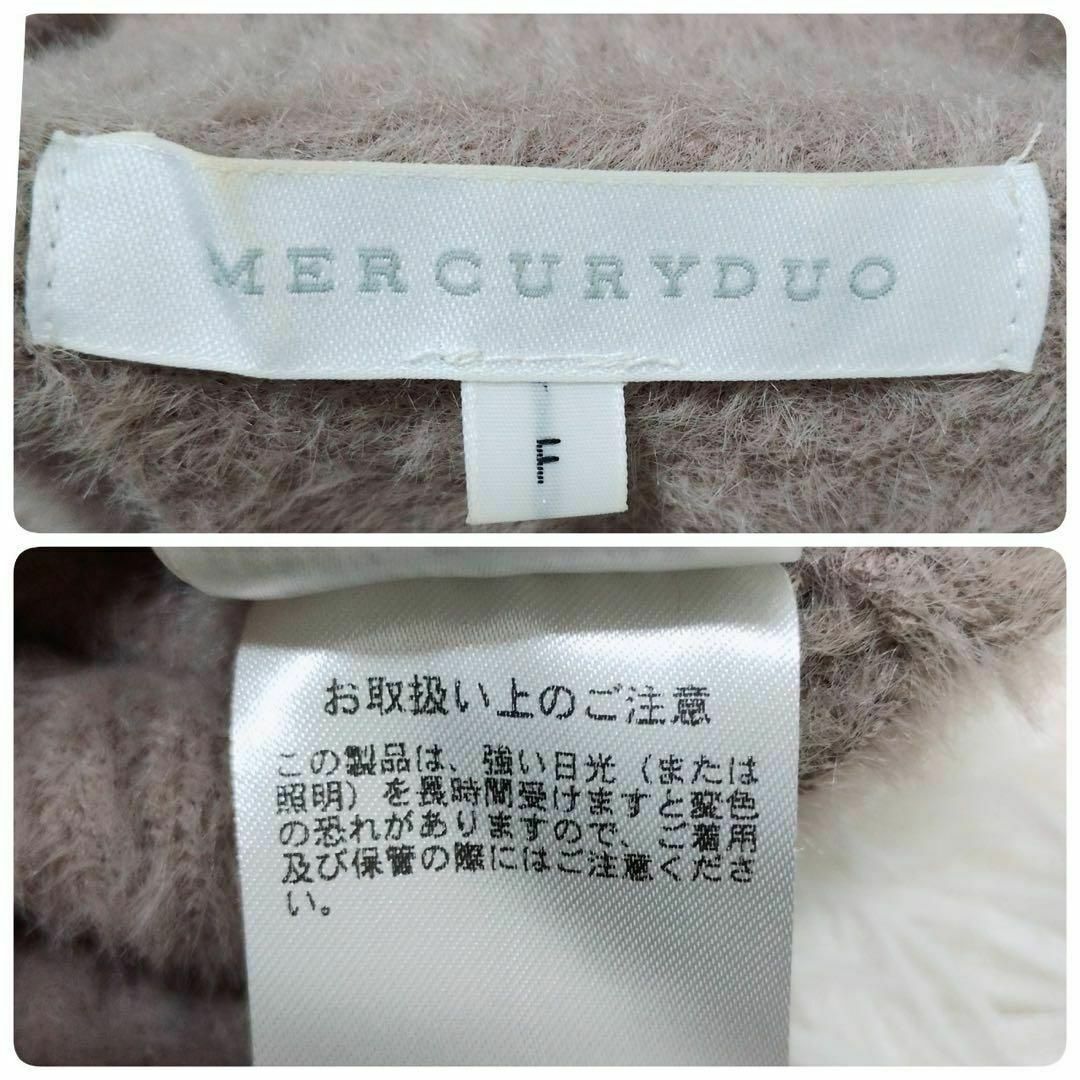 MERCURYDUO
F
お取扱い上のご注意
この製品は、強い日光（または
照明）を長時間受けますと変色
の恐れがありますので、ご着用
及び保管の際にはご注意くださ
い。